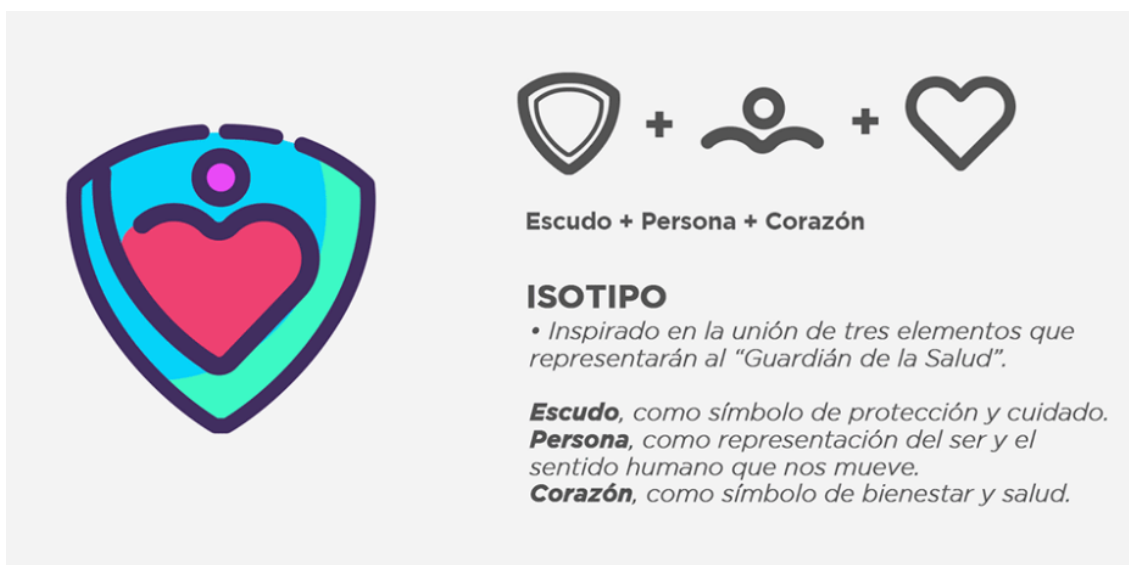 + +
Escudo + Persona + Corazón
ISOTIPO
• Inspirado en la unión de tres elementos que
representarán al “Guardián de la Salud”.
Escudo, como símbolo de protección y cuidado.
Persona, como representación del ser y el
sentido humano que nos mueve.
Corazón, como símbolo de bienestar y salud.